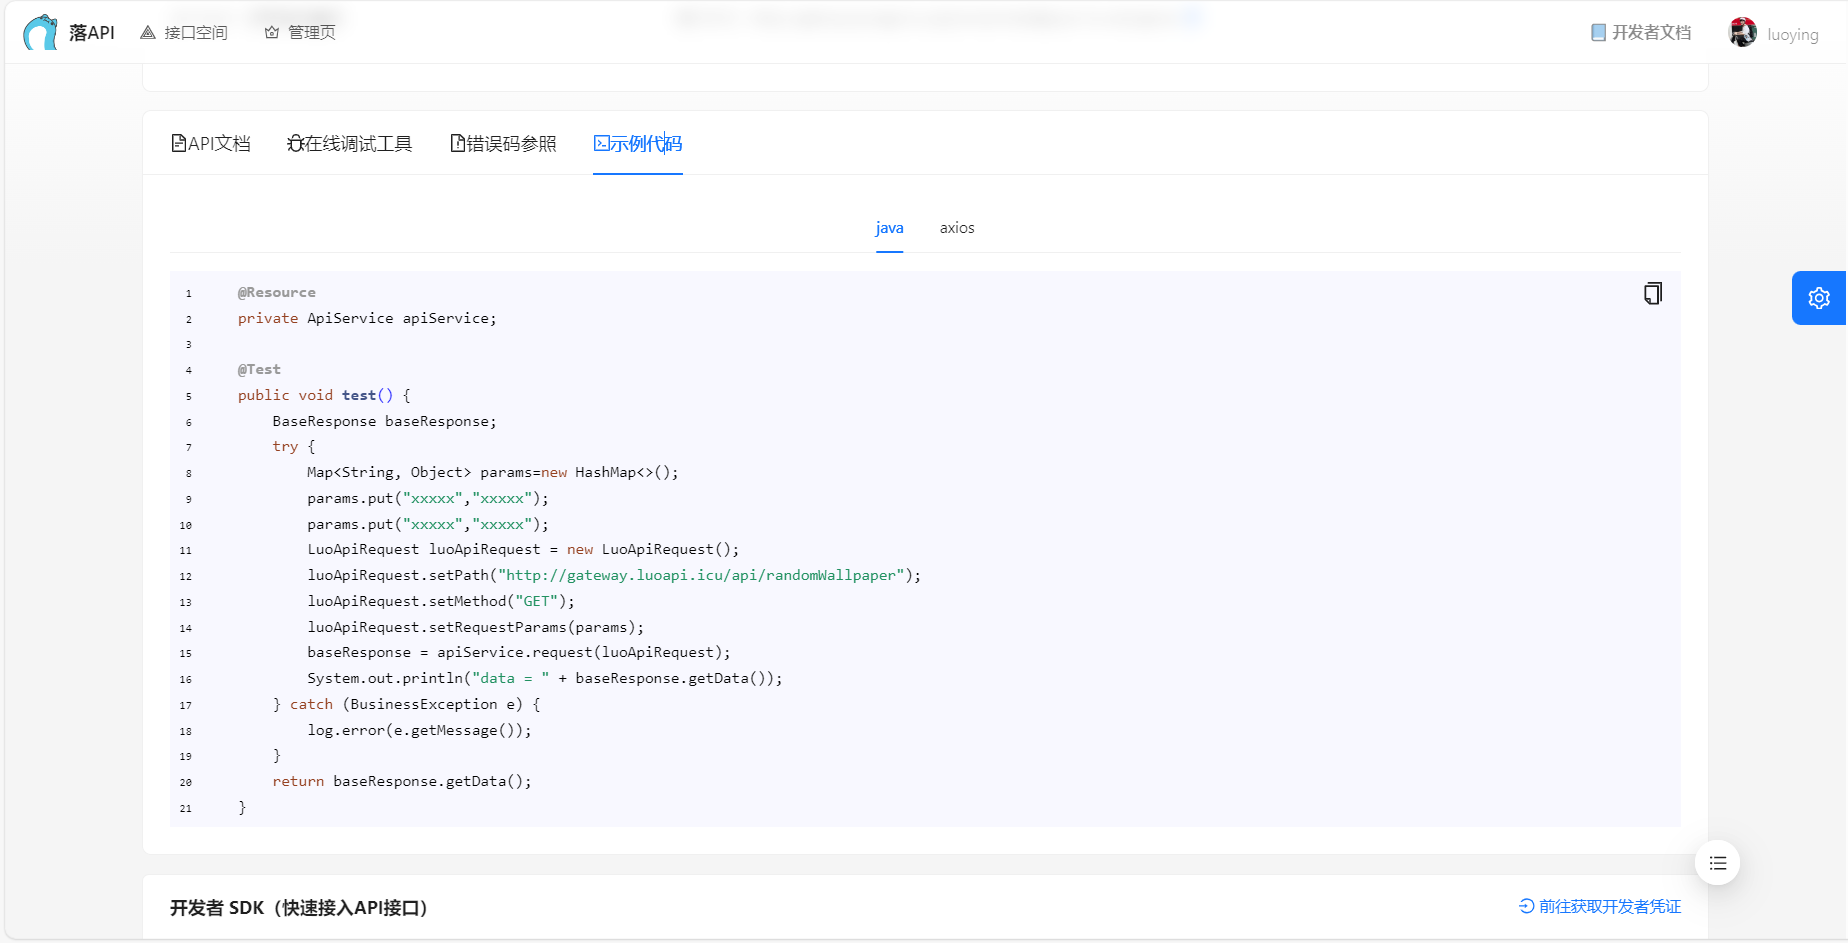 落API
接口空间
管理页
开发者文档
luoying
API文档
在线调试工具
错误码参照
示例代码
java
axios
1 @Resource
2 private ApiService apiService;
3
4 @Test
5 public void test() {
6 BaseResponse baseResponse;
7 try {
8 Map<String, Object> params=new HashMap<>();
9 params.put("xxxxx","xxxxx");
10 params.put("xxxxx","xxxxx");
11 LuoApiRequest luoApiRequest = new LuoApiRequest();
12 luoApiRequest.setPath("http://gateway.luoapi.icu/api/randomWallpaper");
13 luoApiRequest.setMethod("GET");
14 luoApiRequest.setRequestParams(params);
15 baseResponse = apiService.request(luoApiRequest);
16 System.out.println("data = " + baseResponse.getData());
17 } catch (BusinessException e) {
18 log.error(e.getMessage());
19 }
20 return baseResponse.getData();
21 }
开发者 SDK（快速接入API接口）
前往获取开发者凭证